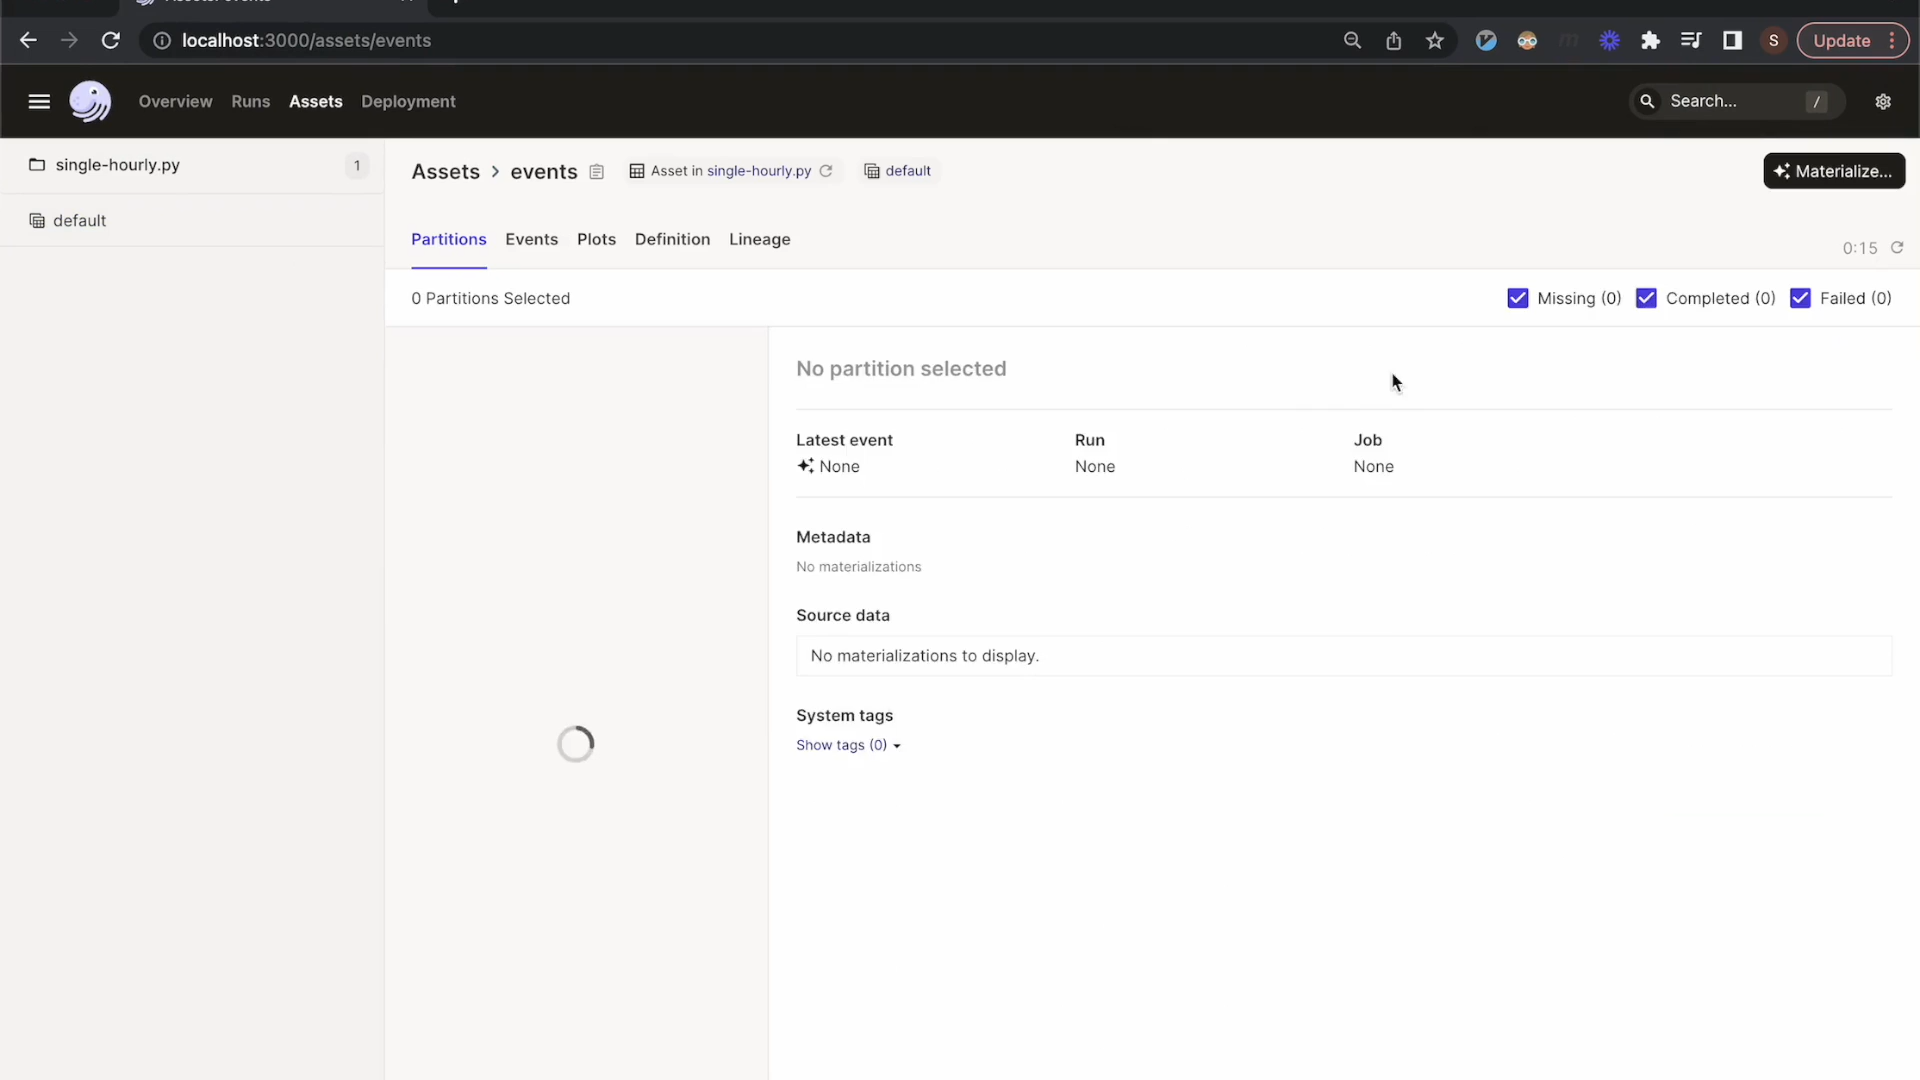 localhost:3000/assets/events
S
Update
Overview Runs Assets Deployment
Search... /
single-hourly.py 1
default
Assets > events Asset in single-hourly.py default
Materialize...
Partitions Events Plots Definition Lineage
0:15
0 Partitions Selected
Missing (0) Completed (0) Failed (0)
No partition selected
Latest event Run Job
None None None
Metadata
No materializations
Source data
No materializations to display.
System tags
Show tags (0)